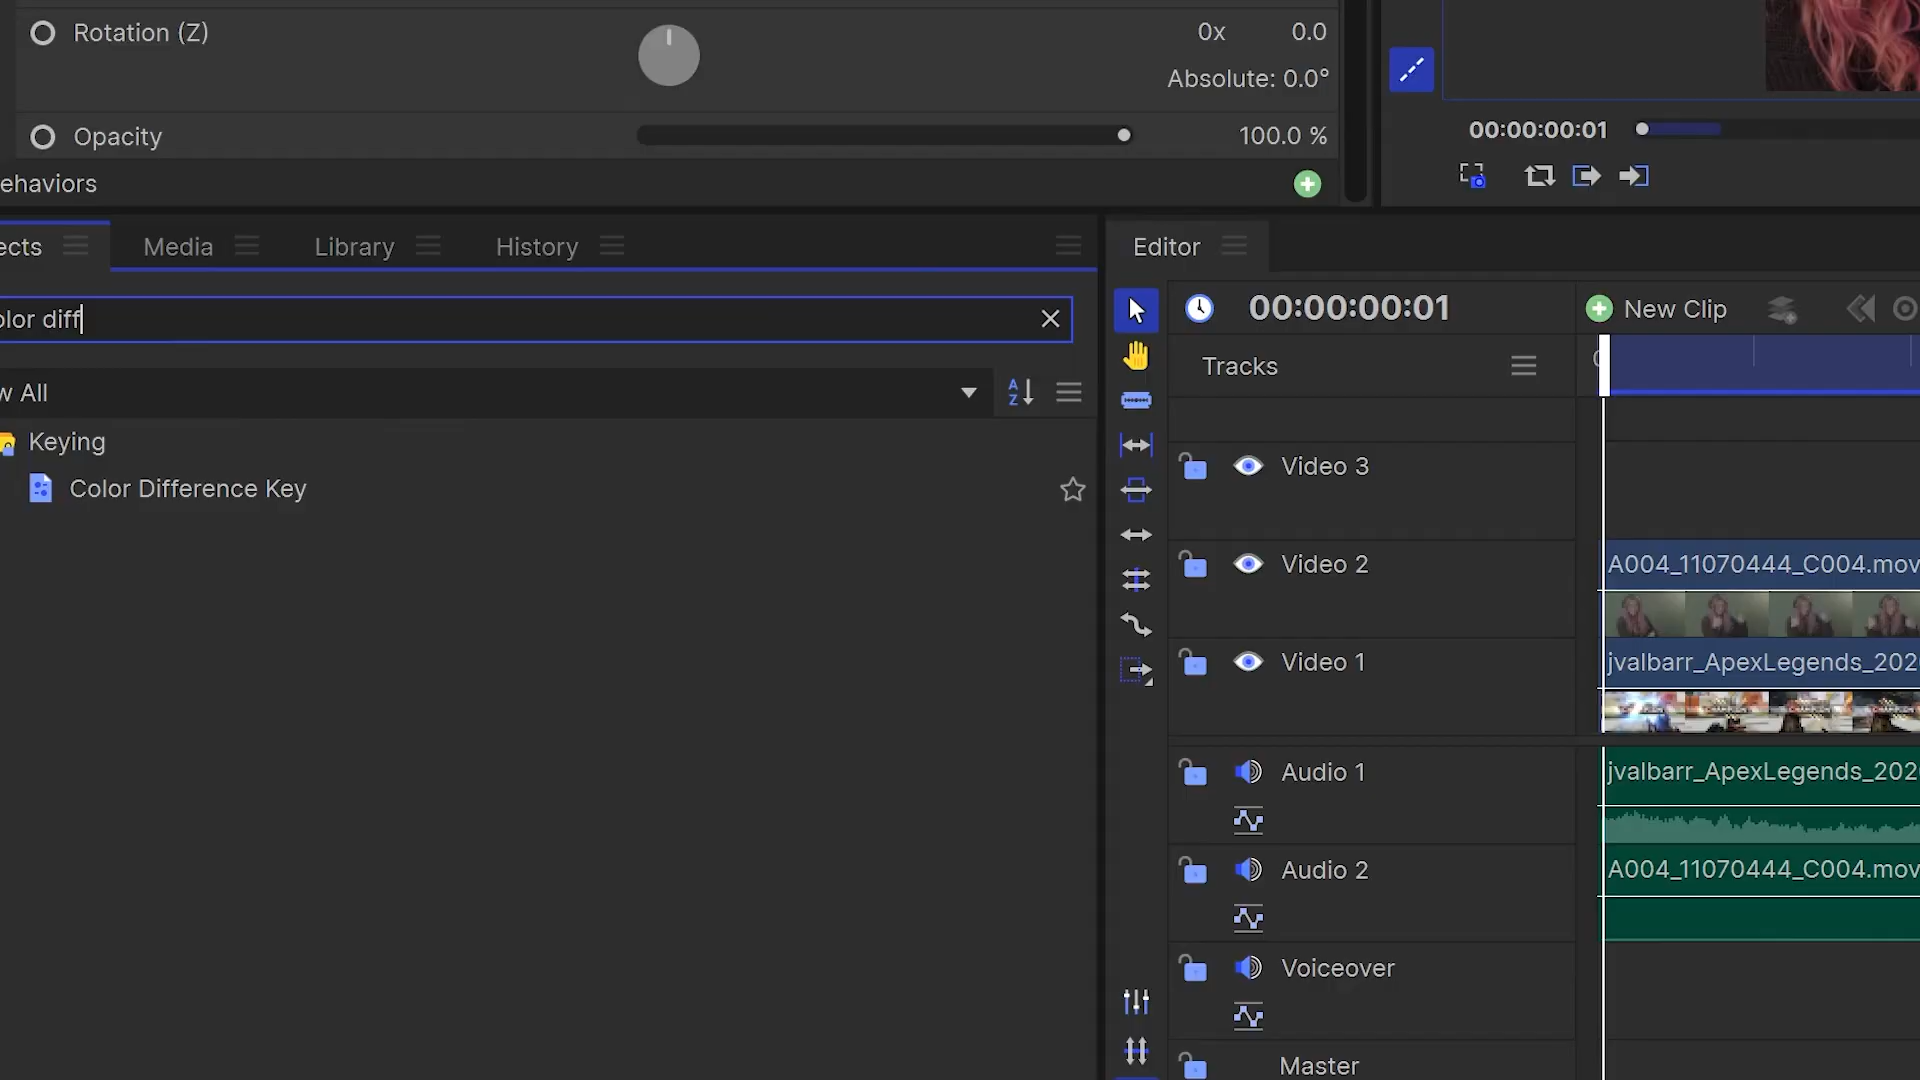 Rotation (Z)
0x 0.0
Absolute: 0.0°
Opacity
100.0 %
ehaviors
00:00:00:01
ects
Media
Library
History
olor diff
w All
A
Z
Keying
Color Difference Key
Editor
00:00:00:01
New Clip
Tracks
Video 3
Video 2
A004_11070444_C004.mov
Video 1
jvalbarr_ApexLegends_202
Audio 1
jvalbarr_ApexLegends_202
Audio 2
A004_11070444_C004.mov
Voiceover
Master